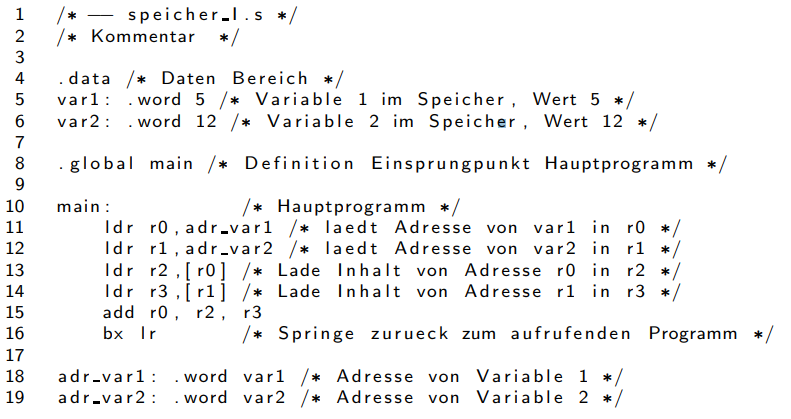 1 /* -- speicher_l.s */
2 /* Kommentar */
3
4 .data /* Daten Bereich */
5 var1: .word 5 /* Variable 1 im Speicher, Wert 5 */
6 var2: .word 12 /* Variable 2 im Speicher, Wert 12 */
7
8 .global main /* Definition Einsprungpunkt Hauptprogramm */
9
10 main: /* Hauptprogramm */
11 ldr r0,adr_var1 /* laedt Adresse von var1 in r0 */
12 ldr r1,adr_var2 /* laedt Adresse von var2 in r1 */
13 ldr r2,[r0] /* Lade Inhalt von Adresse r0 in r2 */
14 ldr r3,[r1] /* Lade Inhalt von Adresse r1 in r3 */
15 add r0, r2, r3
16 bx lr /* Springe zurueck zum aufrufenden Programm */
17
18 adr_var1: .word var1 /* Adresse von Variable 1 */
19 adr_var2: .word var2 /* Adresse von Variable 2 */